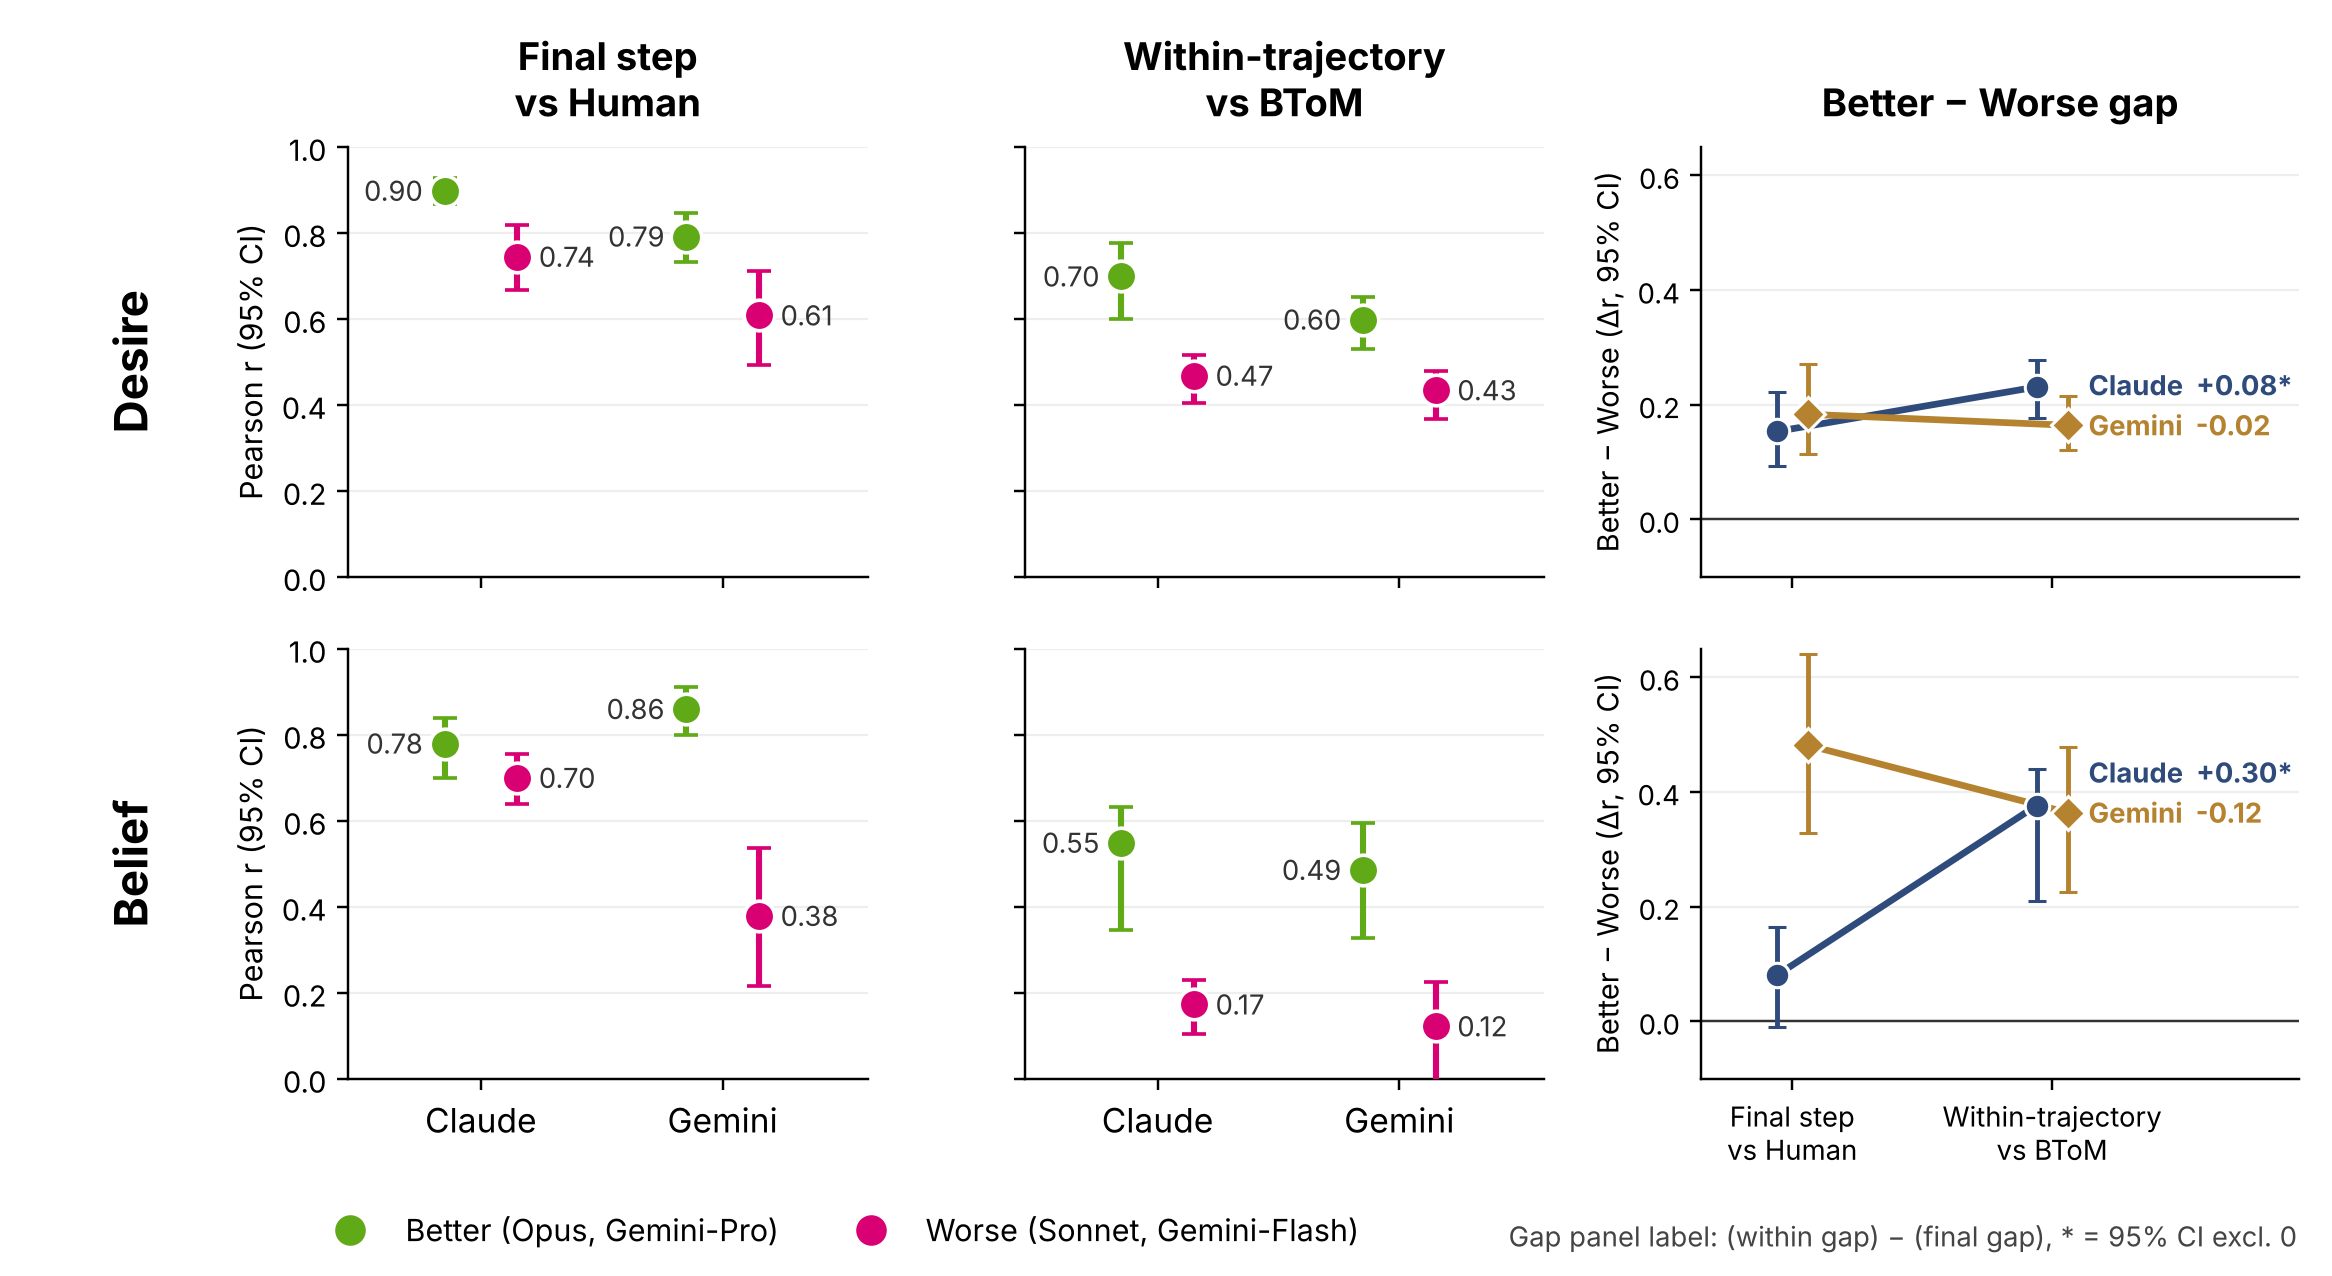 Final step
vs Human
Within-trajectory
vs BToM
Better − Worse gap
Desire
Pearson r (95% CI)
1.0
0.8
0.6
0.4
0.2
0.0
0.90
0.74
0.79
0.61
0.70
0.47
0.60
0.43
Better − Worse (Δr, 95% CI)
0.6
0.4
0.2
0.0
Claude +0.08*
Gemini -0.02
Belief
Pearson r (95% CI)
1.0
0.8
0.6
0.4
0.2
0.0
0.78
0.70
0.86
0.38
Claude
Gemini
0.55
0.17
0.49
0.12
Claude
Gemini
Better − Worse (Δr, 95% CI)
0.6
0.4
0.2
0.0
Claude +0.30*
Gemini -0.12
Final step
vs Human
Within-trajectory
vs BToM
Better (Opus, Gemini-Pro)
Worse (Sonnet, Gemini-Flash)
Gap panel label: (within gap) − (final gap), * = 95% CI excl. 0